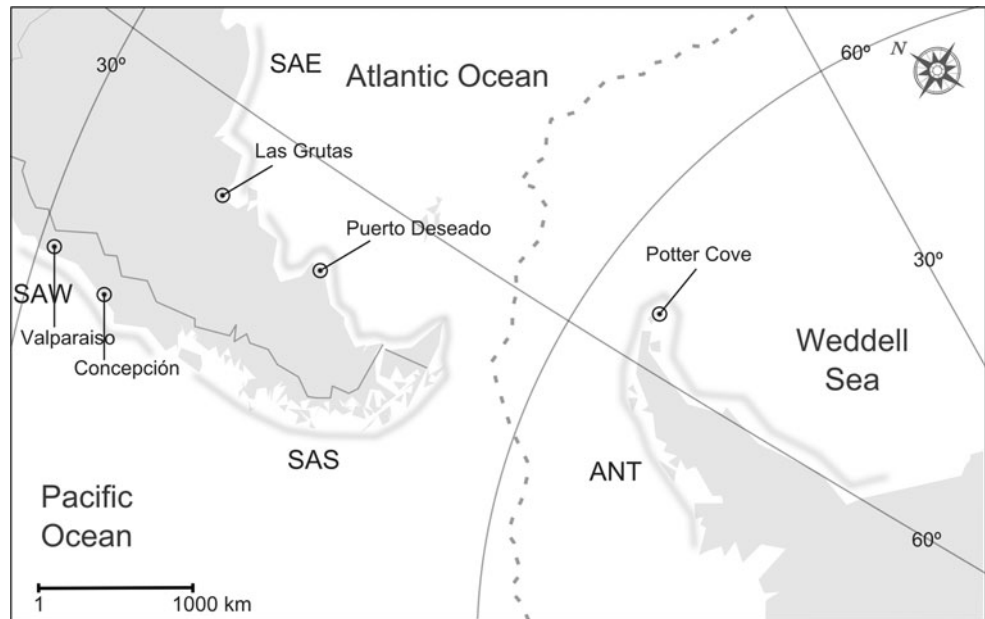 SAE
Atlantic Ocean
30º
60º
N
Las Grutas
Puerto Deseado
Potter Cove
30º
SAW
Valparaiso
Concepción
Weddell
Sea
SAS
ANT
Pacific
Ocean
60º
1
1000 km